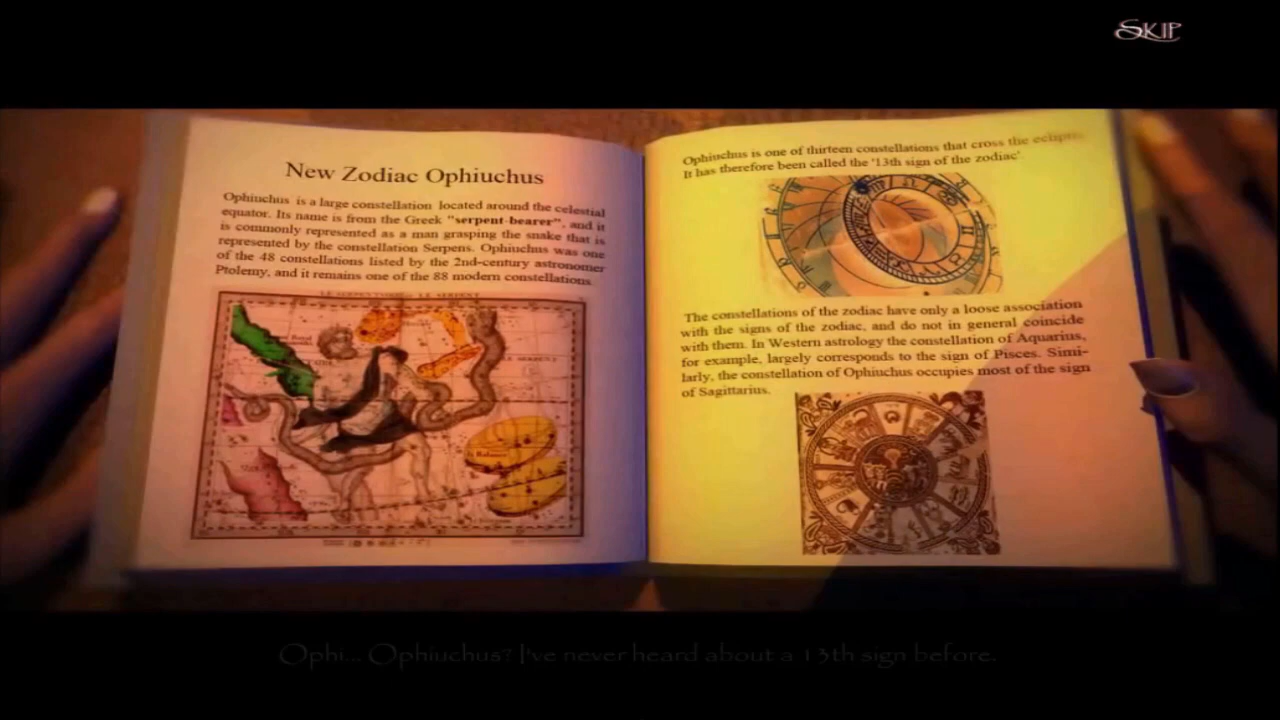 SKIP
New Zodiac Ophiuchus
Ophiuchus is a large constellation located around the celestial
equator. Its name is from the Greek "serpent-bearer", and it
is commonly represented as a man grasping the snake that is
represented by the constellation Serpens. Ophiuchus was one
of the 48 constellations listed by the 2nd-century astronomer
Ptolemy, and it remains one of the 88 modern constellations.
LE SERPENT
Ophiuchus is one of thirteen constellations that cross the ecliptic.
It has therefore been called the '13th sign of the zodiac'
The constellations of the zodiac have only a loose association
with the signs of the zodiac, and do not in general coincide
with them. In Western astrology the constellation of Aquarius,
for example, largely corresponds to the sign of Pisces. Simi-
larly, the constellation of Ophiuchus occupies most of the sign
of Sagittarius.
Ophi... Ophiuchus? I've never heard about a 13th sign before.